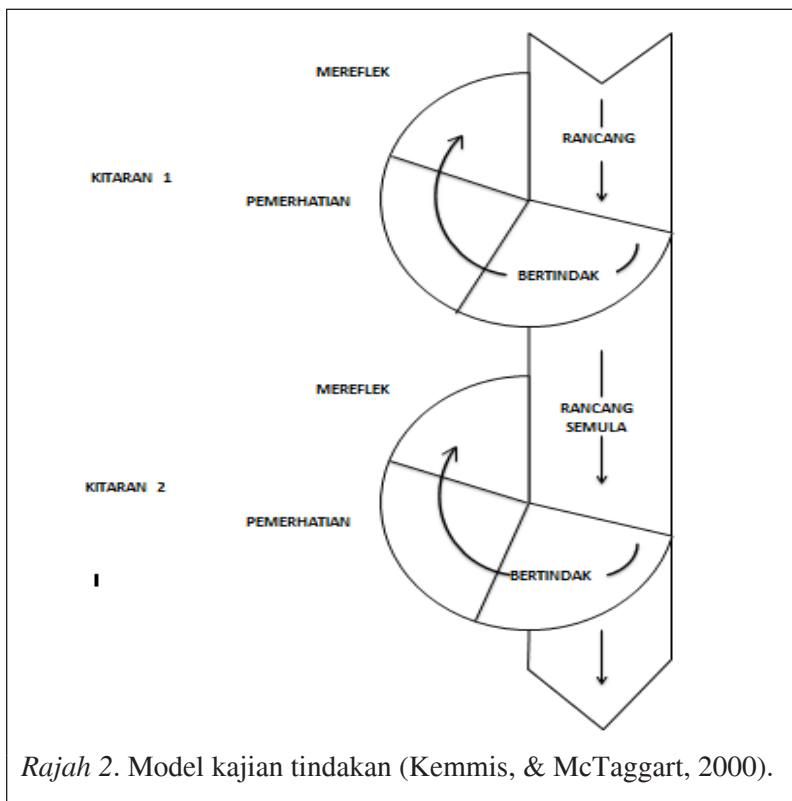 MEREFLEK
RANCANG
KITARAN 1
PEMERHATIAN
BERTINDAK
MEREFLEK
RANCANG
SEMULA
KITARAN 2
PEMERHATIAN
BERTINDAK
Rajah 2. Model kajian tindakan (Kemmis, & McTaggart, 2000).